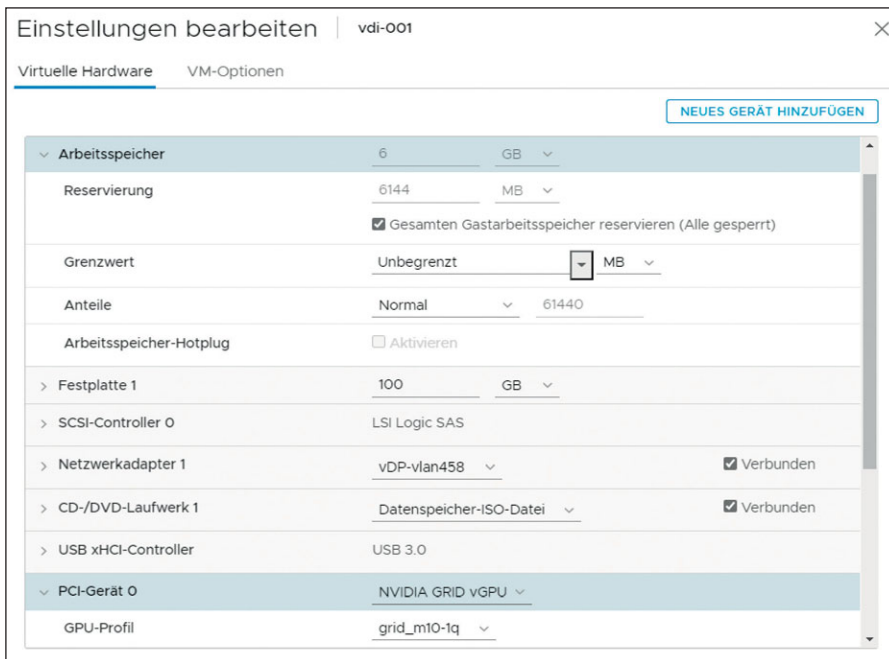 Einstellungen bearbeiten vdi-001
Virtuelle Hardware VM-Optionen
NEUES GERÄT HINZUFÜGEN
Arbeitsspeicher 6 GB
Reservierung 6144 MB
Gesamten Gastarbeitsspeicher reservieren (Alle gesperrt)
Grenzwert Unbegrenzt MB
Anteile Normal 61440
Arbeitsspeicher-Hotplug Aktivieren
Festplatte 1 100 GB
SCSI-Controller 0 LSI Logic SAS
Netzwerkadapter 1 vDP-vlan458 Verbunden
CD-/DVD-Laufwerk 1 Datenspeicher-ISO-Datei Verbunden
USB xHCI-Controller USB 3.0
PCI-Gerät 0 NVIDIA GRID vGPU
GPU-Profil grid_m10-1q